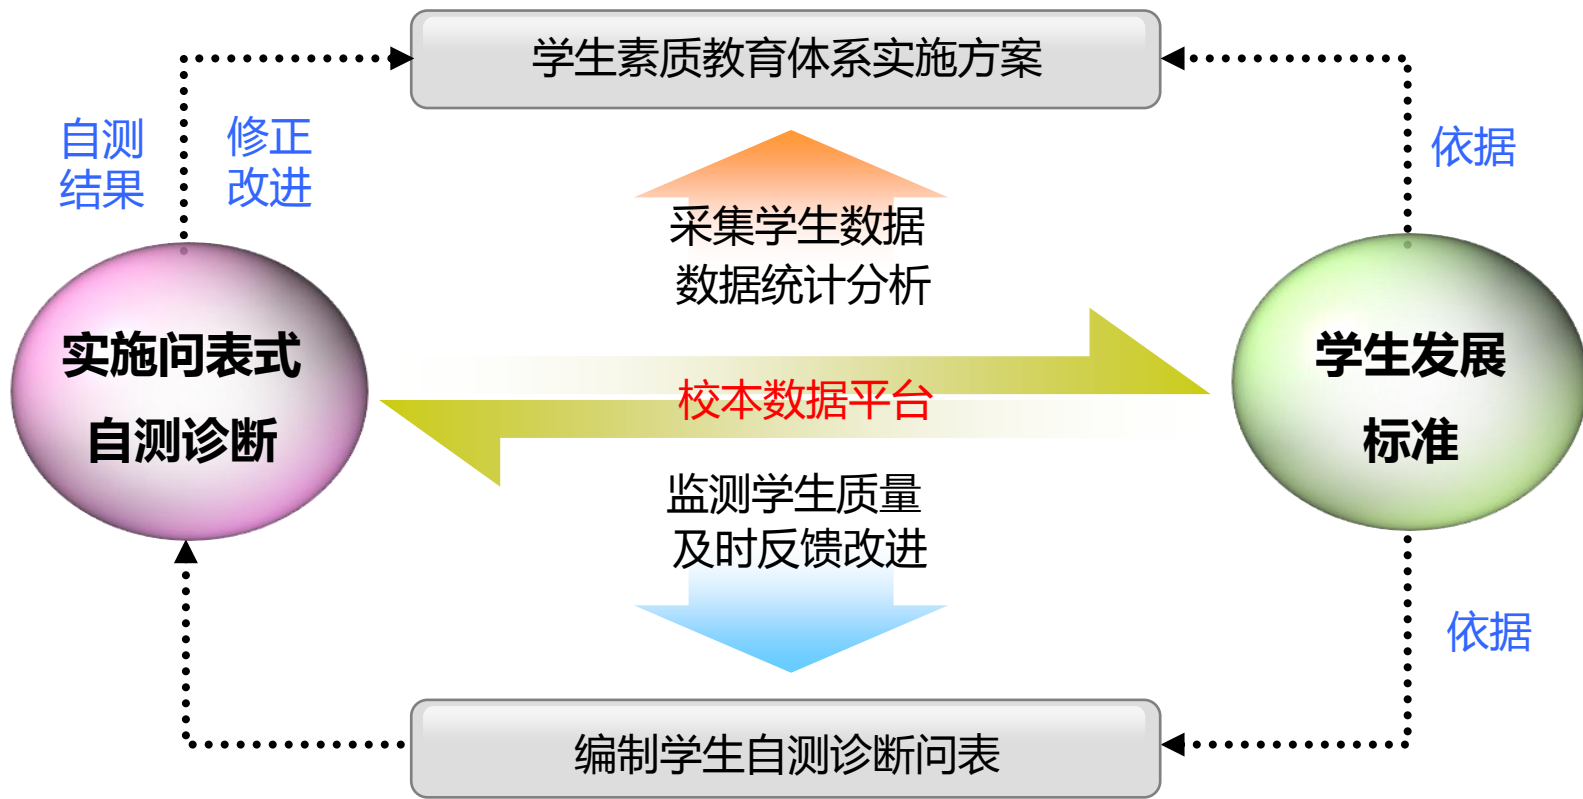 学生素质教育体系实施方案
自测
结果
修正
改进
依据
采集学生数据
数据统计分析
实施问表式
自测诊断
校本数据平台
学生发展
标准
监测学生质量
及时反馈改进
依据
编制学生自测诊断问表